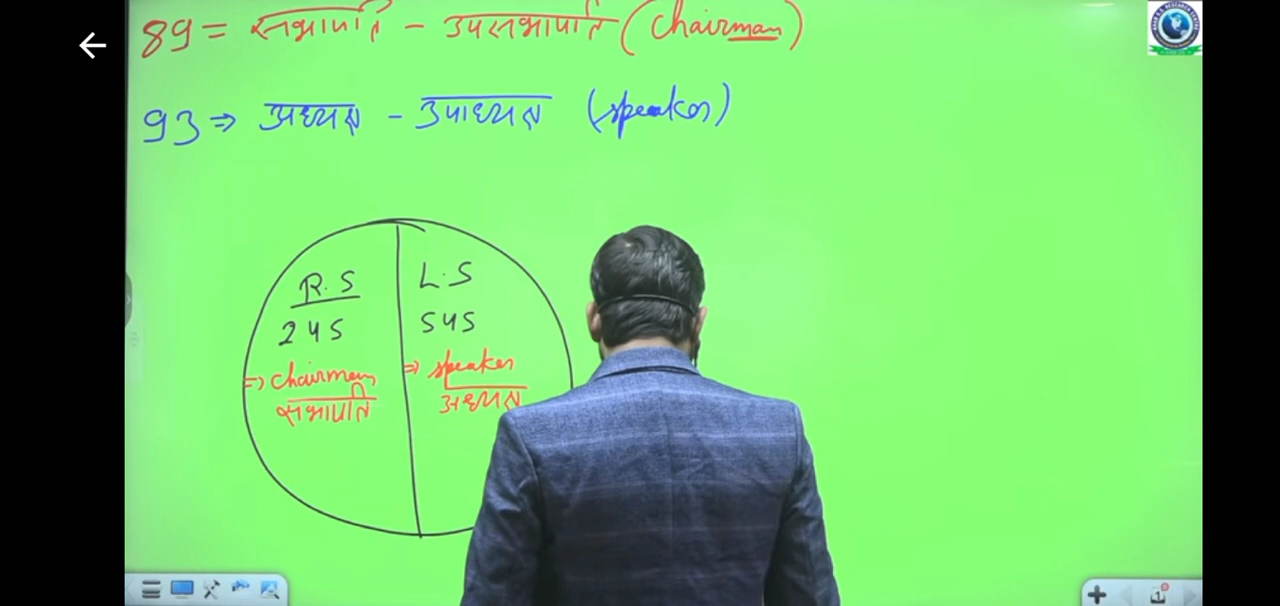 89 = सभापति - उपसभापति (Chairman)
93 ⇒ अध्यक्ष - उपाध्यक्ष (speaker)
R.S
245
⇒ chairman
सभापति
L.S
545
⇒ speaker
अध्यक्ष
1